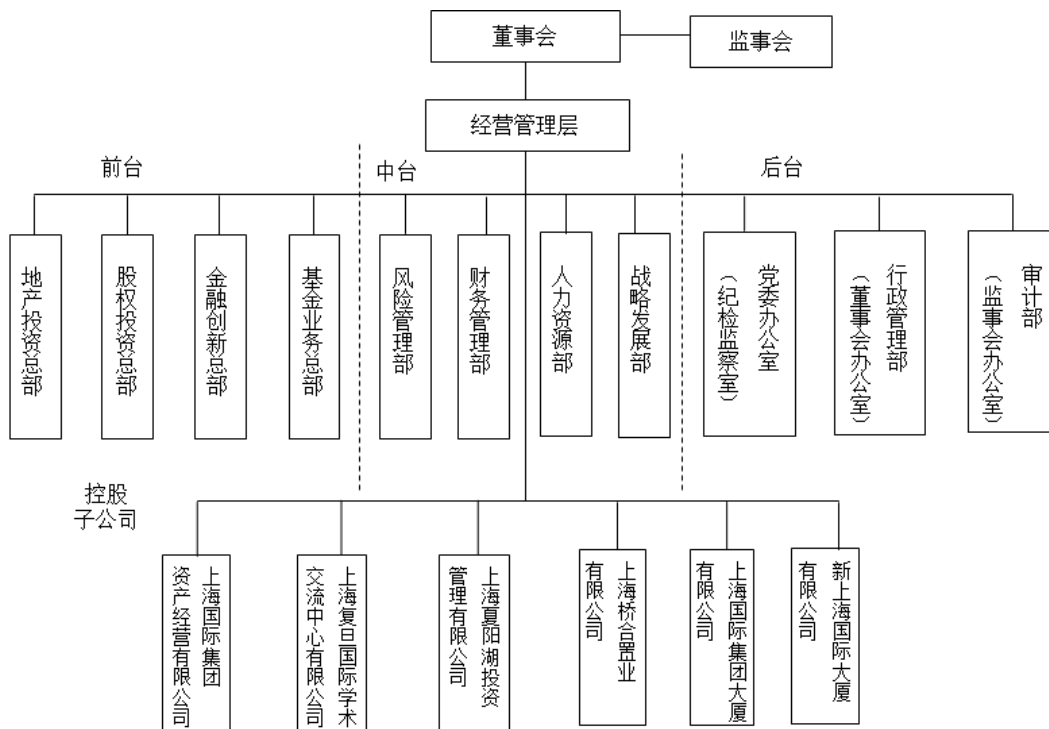 董事会
监事会
经营管理层
前台
中台
后台
地产投资总部
股权投资总部
金融创新总部
基金业务总部
风险管理部
财务管理部
人力资源部
战略发展部
党委办公室
（纪检监察室）
行政管理部
（董事会办公室）
审计部
（监事会办公室）
控股
子公司
上海国际集团
资产经营有限公司
上海复旦国际学术
交流中心有限公司
上海夏阳湖投资
管理有限公司
上海桥合置业
有限公司
上海国际集团大厦
有限公司
新上海国际大厦
有限公司